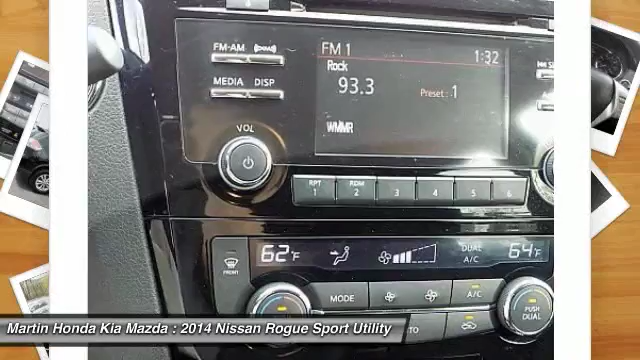 FM-AM
MEDIA DISP
VOL
FM 1 1:32
Rock
93.3 Preset : 1
WMMR
RPT 1 RDM 2 3 4 5 6
62°F DUAL A/C 64°F
FRONT
MODE A/C
PUSH DUAL
Martin Honda Kia Mazda : 2014 Nissan Rogue Sport Utility